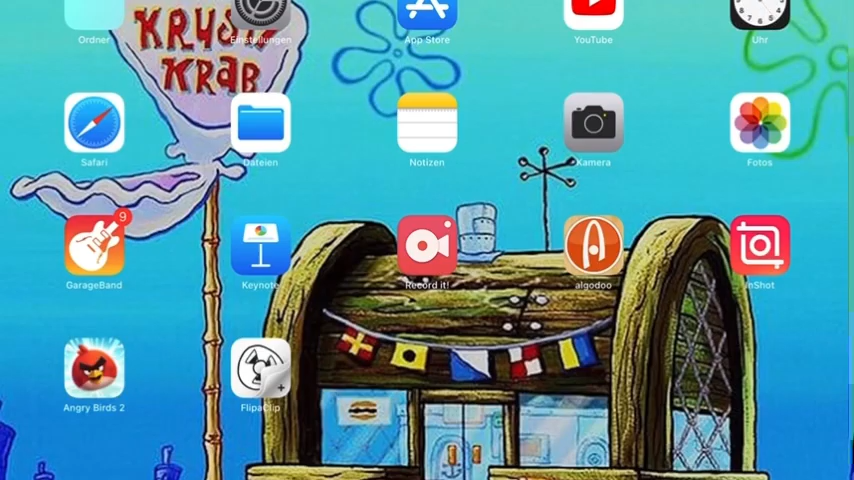 KRUSTY
KRAB
Ordner
Einstellungen
App Store
YouTube
Uhr
Safari
Dateien
Notizen
Kamera
Fotos
9
GarageBand
Keynote
Record it!
algodoo
InShot
Angry Birds 2
FlipaClip